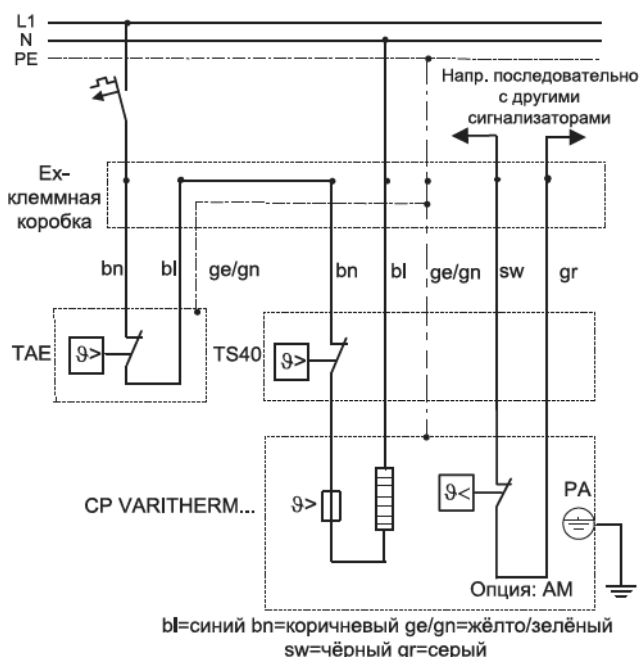 L1
N
PE
Напр. последовательно
с другими
сигнализаторами
Ex-
клеммная
коробка
bn
bl
ge/gn
bn
bl
ge/gn
sw
gr
TAE
ϑ>
TS40
ϑ>
CP VARITHERM...
ϑ>
ϑ<
PA
Опция: AM
bl=синий bn=коричневый ge/gn=жёлто/зелёный
sw=чёрный gr=серый